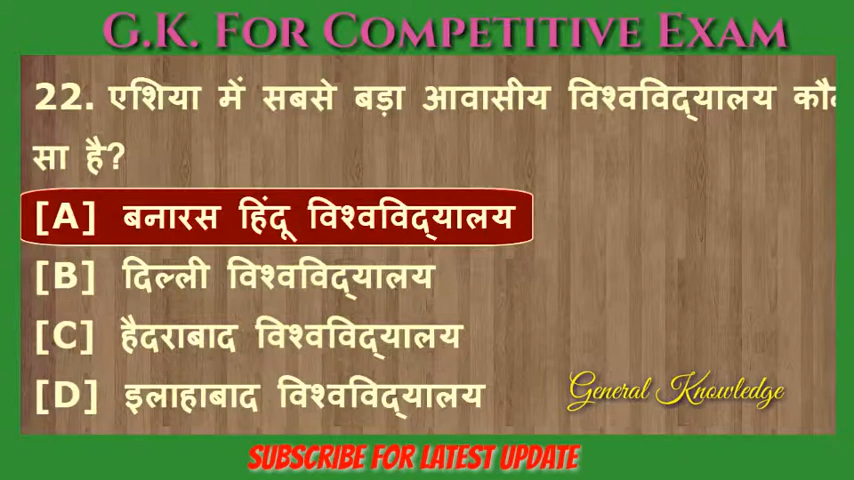 G.K. For Competitive Exam
22. एशिया में सबसे बड़ा आवासीय विश्वविद्यालय
सा है?
[A] बनारस हिंदू विश्वविद्यालय
[B] दिल्ली विश्वविद्यालय
[C] हैदराबाद विश्वविद्यालय
[D] इलाहाबाद विश्वविद्यालय
General Knowledge
SUBSCRIBE FOR LATEST UPDATE